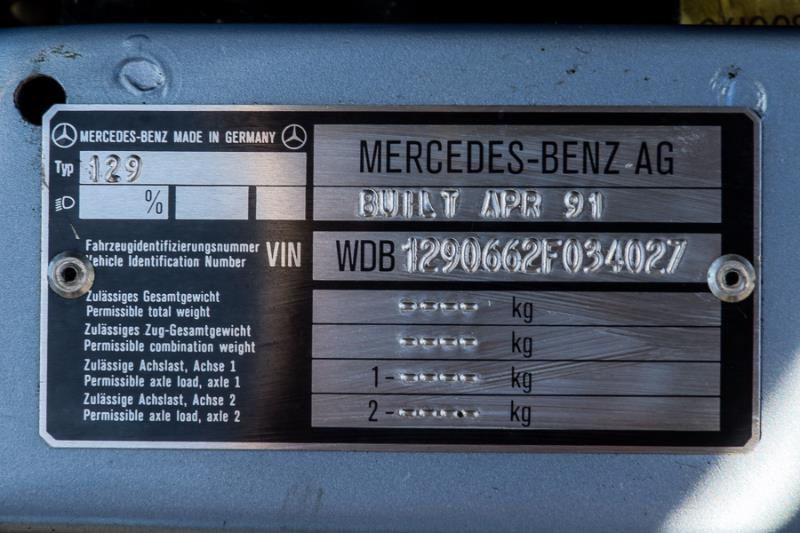 MERCEDES-BENZ MADE IN GERMANY
Typ 129
%
MERCEDES-BENZ AG
BUILT APR 91
Fahrzeugidentifizierungsnummer
Vehicle Identification Number
VIN
WDB 1290662F034027
Zulässiges Gesamtgewicht
Permissible total weight
---- kg
Zulässiges Zug-Gesamtgewicht
Permissible combination weight
---- kg
Zulässige Achslast, Achse 1
Permissible axle load, axle 1
1- ---- kg
Zulässige Achslast, Achse 2
Permissible axle load, axle 2
2- ---- kg